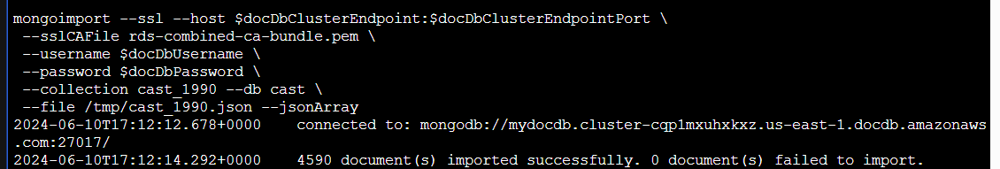 mongoimport --ssl --host $docDbClusterEndpoint:$docDbClusterEndpointPort \
--sslCAFile rds-combined-ca-bundle.pem \
--username $docDbUsername \
--password $docDbPassword \
--collection cast_1990 --db cast \
--file /tmp/cast_1990.json --jsonArray
2024-06-10T17:12:12.678+0000 connected to: mongodb://mydocdb.cluster-cqp1mxuhxkxz.us-east-1.docdb.amazonaws
.com:27017/
2024-06-10T17:12:14.292+0000 4590 document(s) imported successfully. 0 document(s) failed to import.